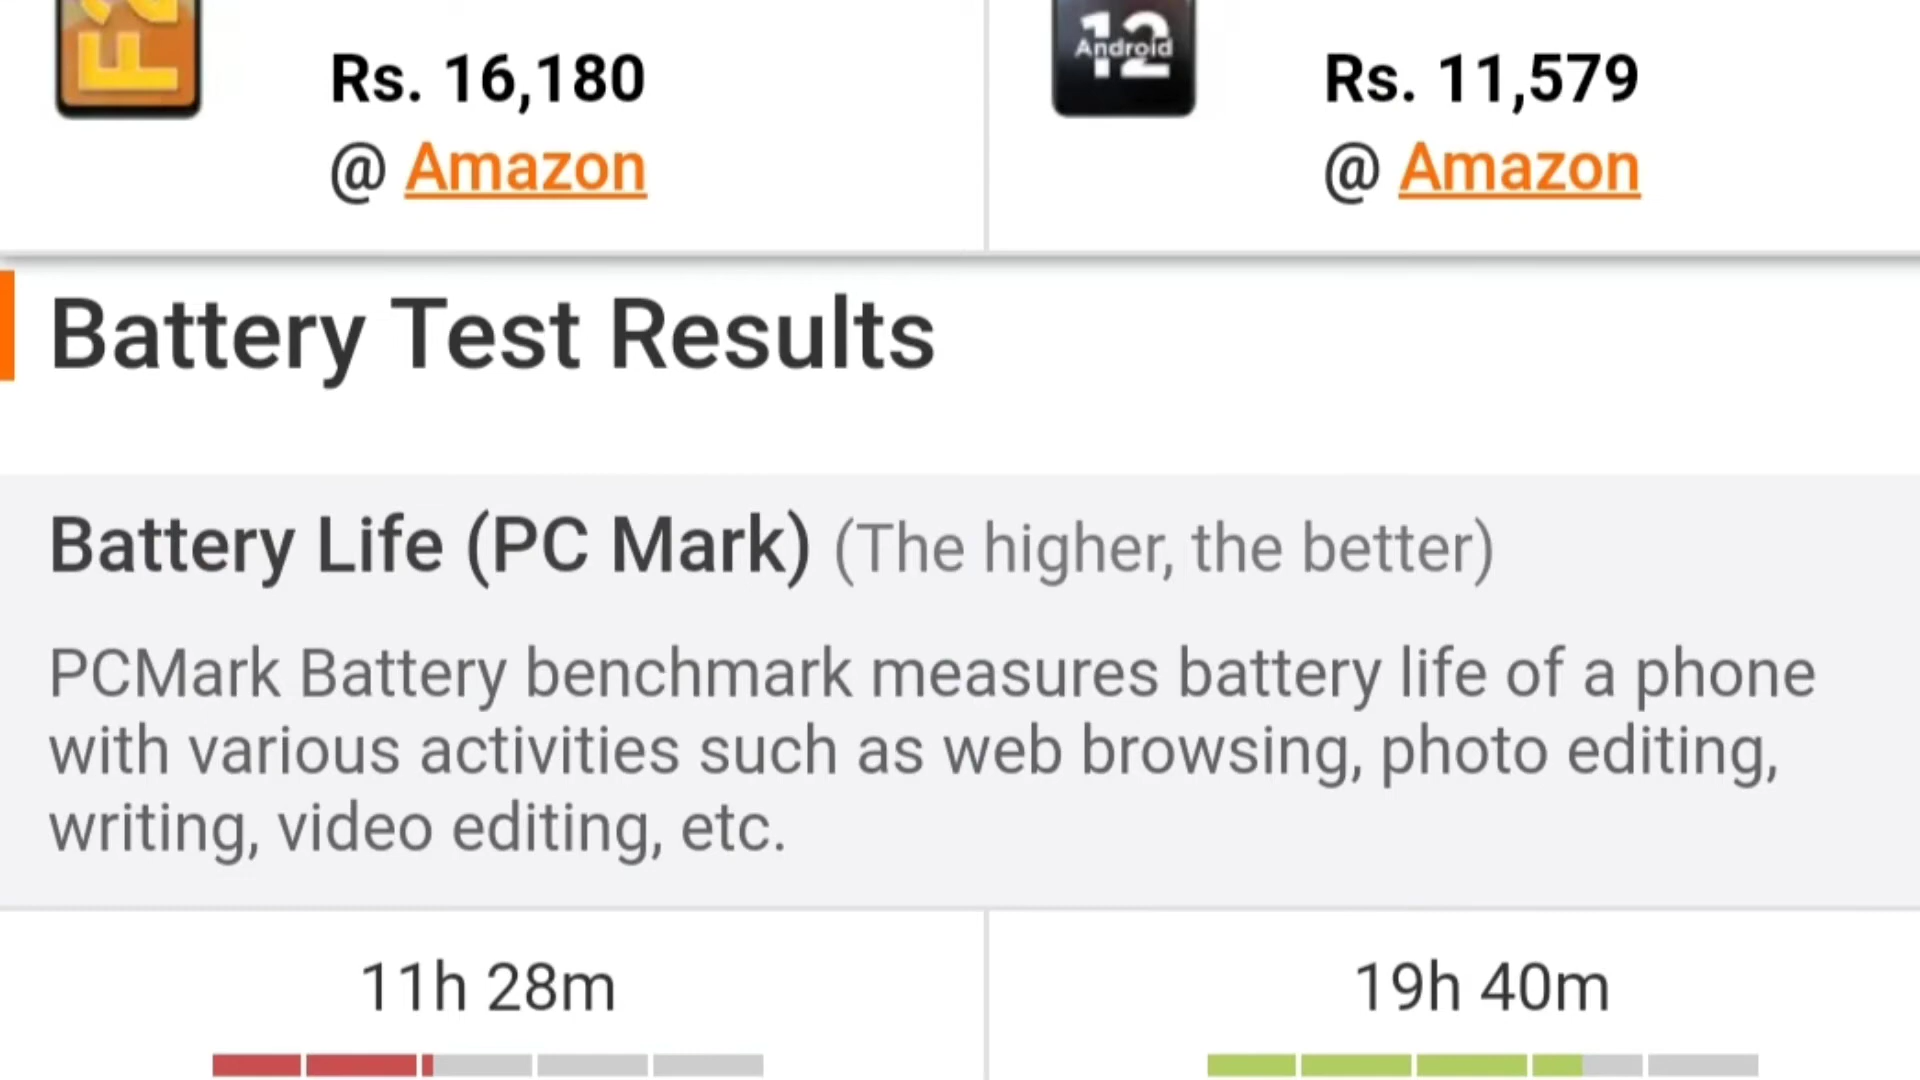 F2
12
Android
Rs. 16,180
@ Amazon
Rs. 11,579
@ Amazon
Battery Test Results
Battery Life (PC Mark) (The higher, the better)
PCMark Battery benchmark measures battery life of a phone
with various activities such as web browsing, photo editing,
writing, video editing, etc.
11h 28m
19h 40m